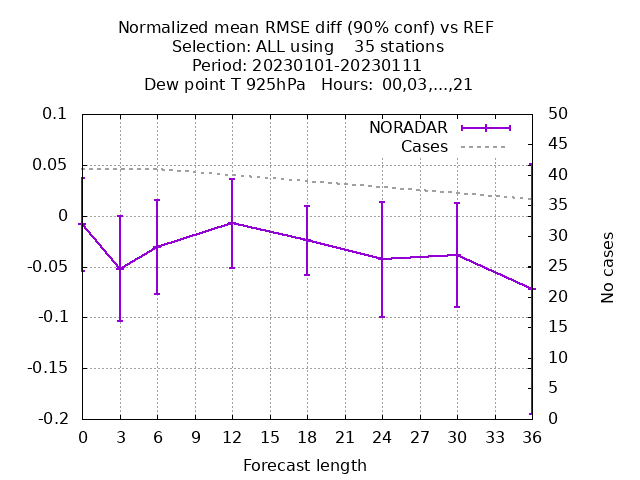 Normalized mean RMSE diff (90% conf) vs REF
Selection: ALL using    35 stations
Period: 20230101-20230111
Dew point T 925hPa   Hours:  00,03,...,21
NORADAR
Cases
0.1
0.05
0
-0.05
-0.1
-0.15
-0.2
50
45
40
35
30
25
20
15
10
5
0
No cases
0 3 6 9 12 15 18 21 24 27 30 33 36
Forecast length